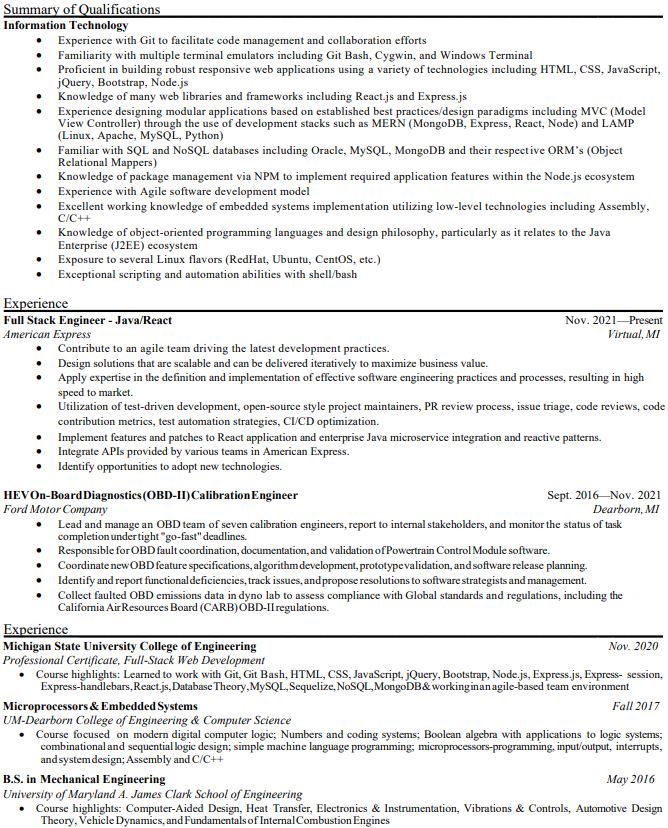 Summary of Qualifications
Information Technology
• Experience with Git to facilitate code management and collaboration efforts
• Familiarity with multiple terminal emulators including Git Bash, Cygwin, and Windows Terminal
• Proficient in building robust responsive web applications using a variety of technologies including HTML, CSS, JavaScript,
jQuery, Bootstrap, Node.js
• Knowledge of many web libraries and frameworks including React.js and Express.js
• Experience designing modular applications based on established best practices/design paradigms including MVC (Model
View Controller) through the use of development stacks such as MERN (MongoDB, Express, React, Node) and LAMP
(Linux, Apache, MySQL, Python)
• Familiar with SQL and NoSQL databases including Oracle, MySQL, MongoDB and their respective ORM's (Object
Relational Mappers)
• Knowledge of package management via NPM to implement required application features within the Node.js ecosystem
• Experience with Agile software development model
• Excellent working knowledge of embedded systems implementation utilizing low-level technologies including Assembly,
C/C++
• Knowledge of object-oriented programming languages and design philosophy, particularly as it relates to the Java
Enterprise (J2EE) ecosystem
• Exposure to several Linux flavors (RedHat, Ubuntu, CentOS, etc.)
• Exceptional scripting and automation abilities with shell/bash
Experience
Full Stack Engineer - Java/React Nov. 2021—Present
American Express Virtual, MI
• Contribute to an agile team driving the latest development practices.
• Design solutions that are scalable and can be delivered iteratively to maximize business value.
• Apply expertise in the definition and implementation of effective software engineering practices and processes, resulting in high
speed to market.
• Utilization of test-driven development, open-source style project maintainers, PR review process, issue triage, code reviews, code
contribution metrics, test automation strategies, CI/CD optimization.
• Implement features and patches to React application and enterprise Java microservice integration and reactive patterns.
• Integrate APIs provided by various teams in American Express.
• Identify opportunities to adopt new technologies.
HEV On-Board Diagnostics (OBD-II) Calibration Engineer Sept. 2016—Nov. 2021
Ford Motor Company Dearborn, MI
• Lead and manage an OBD team of seven calibration engineers, report to internal stakeholders, and monitor the status of task
completion under tight "go-fast" deadlines.
• Responsible for OBD fault coordination, documentation, and validation of Powertrain Control Module software.
• Coordinate new OBD feature specifications, algorithm development, prototype validation, and software release planning.
• Identify and report functional deficiencies, track issues, and propose resolutions to software strategists and management.
• Collect faulted OBD emissions data in dyno lab to assess compliance with Global standards and regulations, including the
California Air Resources Board (CARB) OBD-II regulations.
Experience
Michigan State University College of Engineering Nov. 2020
Professional Certificate, Full-Stack Web Development
• Course highlights: Learned to work with Git, Git Bash, HTML, CSS, JavaScript, jQuery, Bootstrap, Node.js, Express.js, Express- session,
Express-handlebars, React.js, Database Theory, MySQL, Sequelize, NoSQL, MongoDB & working in an agile-based team environment
Microprocessors & Embedded Systems Fall 2017
UM-Dearborn College of Engineering & Computer Science
• Course focused on modern digital computer logic; Numbers and coding systems; Boolean algebra with applications to logic systems;
combinational and sequential logic design; simple machine language programming; microprocessors-programming, input/output, interrupts,
and system design; Assembly and C/C++
B.S. in Mechanical Engineering May 2016
University of Maryland A. James Clark School of Engineering
• Course highlights: Computer-Aided Design, Heat Transfer, Electronics & Instrumentation, Vibrations & Controls, Automotive Design
Theory, Vehicle Dynamics, and Fundamentals of Internal Combustion Engines